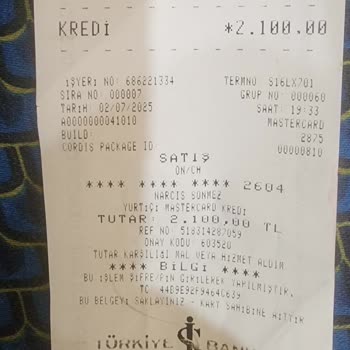 KREDİ *2.100,00
İŞYERİ NO: 686221334 TERMNO S16LX701
SIRA NO: 000007 GRUP NO: 000060
TARİH: 02/07/2025 SAAT: 19:33
A0000000041010 MASTERCARD
BUILD: 2875
CORDIS PACKAGE ID 00000810
SATIŞ
ON/CH
**** **** **** 2604
NARCIS SONMEZ
YURTİÇİ MASTERCARD KREDİ
TUTAR: 2.100,00 TL
REF NO: 518314287059
ONAY KODU: 603520
TUTAR KARŞILIĞI MAL VEYA HİZMET ALDIM
**** BİLGİ ****
BU İŞLEM ŞİFRE/PIN GİRİLEREK YAPILMIŞTIR.
TC
BU BELGEYİ SAKLAYINIZ - KART SAHİBİNE AİTTİR
TÜRKİYE İŞ BANK